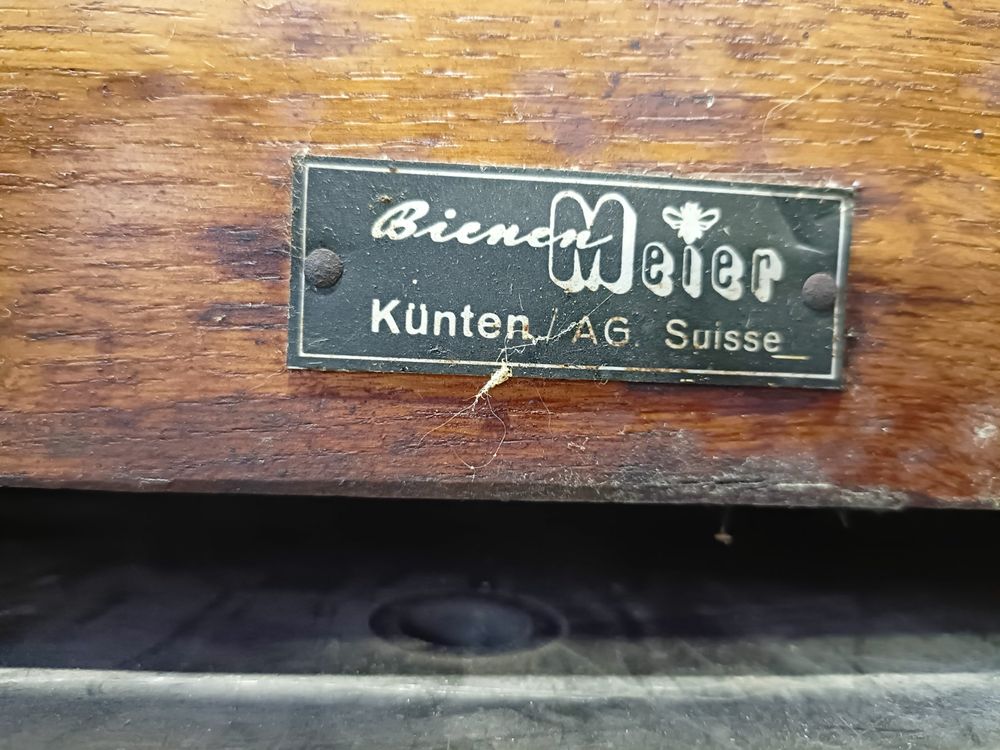 Bienen Meier
Künten / AG. Suisse